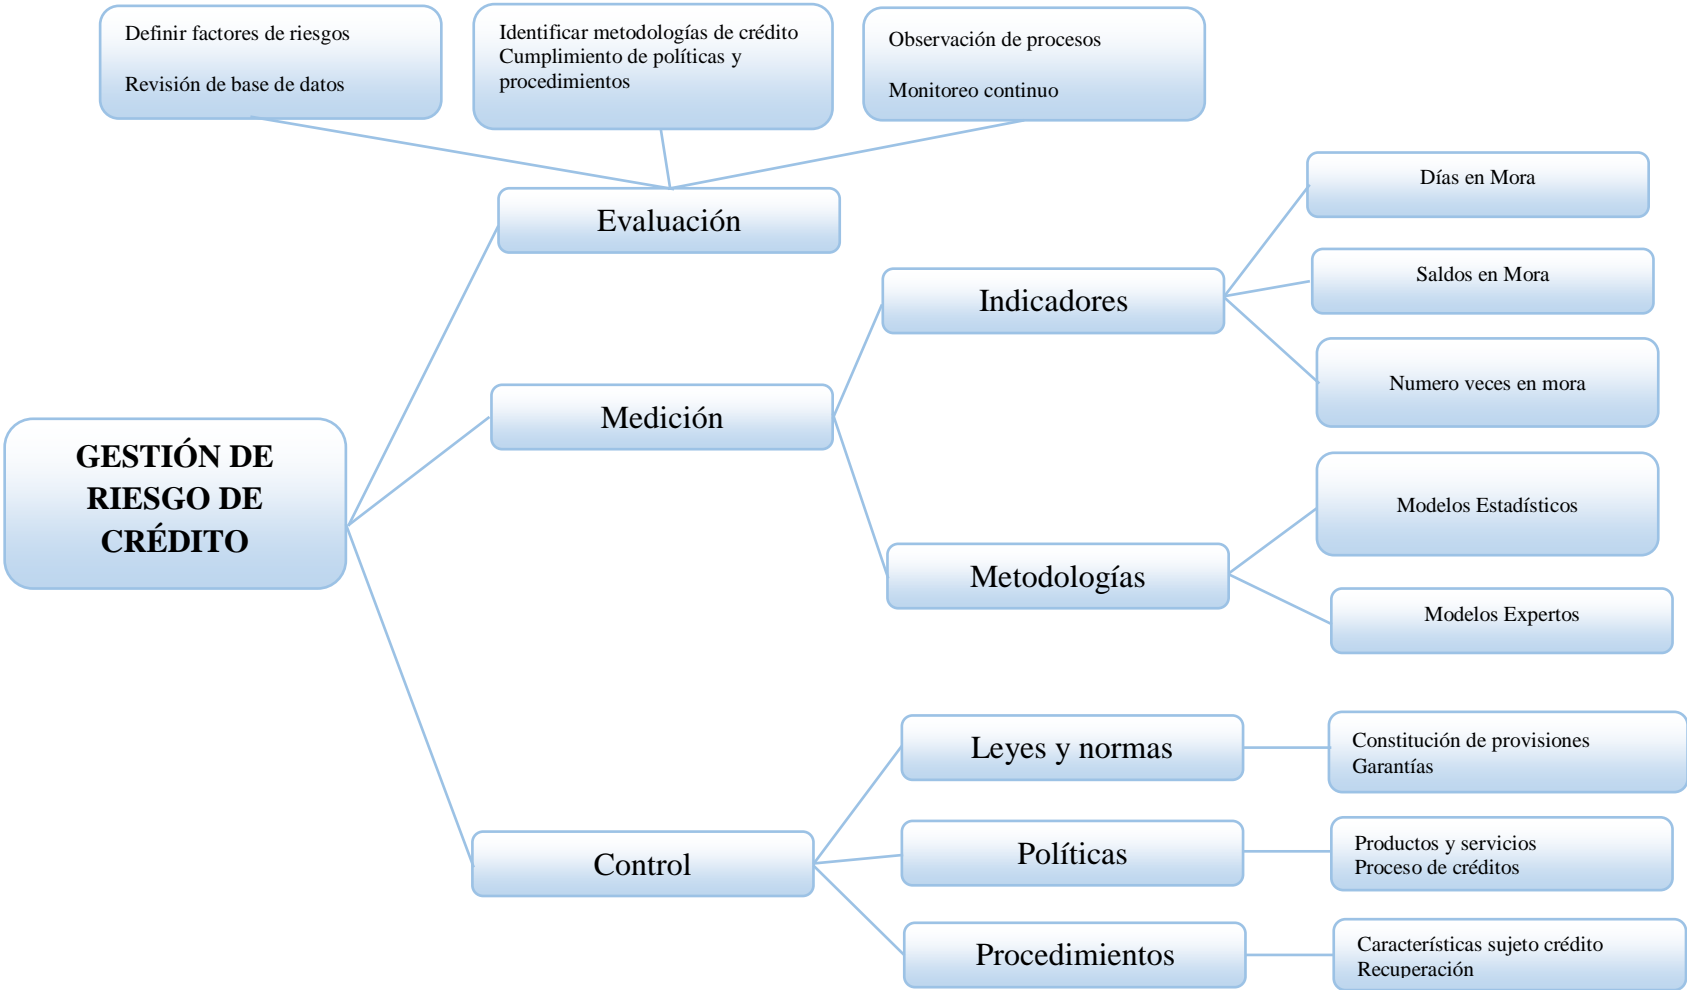 Definir factores de riesgos
Revisión de base de datos
Identificar metodologías de crédito
Cumplimiento de políticas y
procedimientos
Observación de procesos
Monitoreo continuo
Evaluación
Días en Mora
Saldos en Mora
Numero veces en mora
Indicadores
Medición
GESTIÓN DE
RIESGO DE
CRÉDITO
Metodologías
Modelos Estadísticos
Modelos Expertos
Leyes y normas
Constitución de provisiones
Garantías
Control
Políticas
Productos y servicios
Proceso de créditos
Procedimientos
Características sujeto crédito
Recuperación